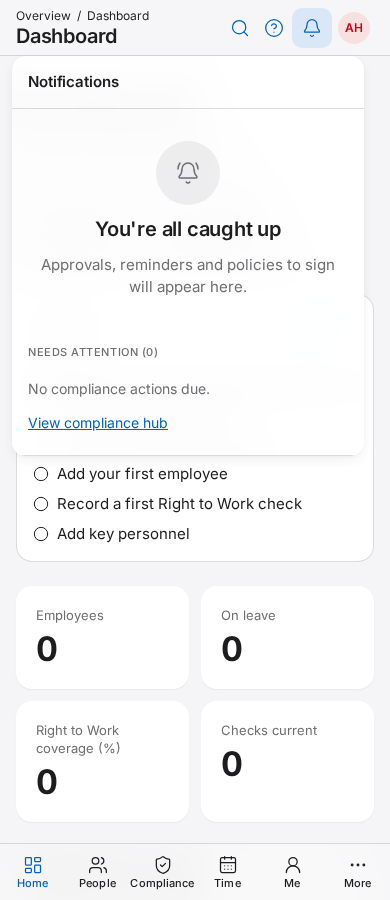 Overview / Dashboard
Dashboard
AH
Notifications
You're all caught up
Approvals, reminders and policies to sign
will appear here.
NEEDS ATTENTION (0)
No compliance actions due.
View compliance hub
Add your first employee
Record a first Right to Work check
Add key personnel
Employees
0
On leave
0
Right to Work
coverage (%)
0
Checks current
0
Home
People
Compliance
Time
Me
More